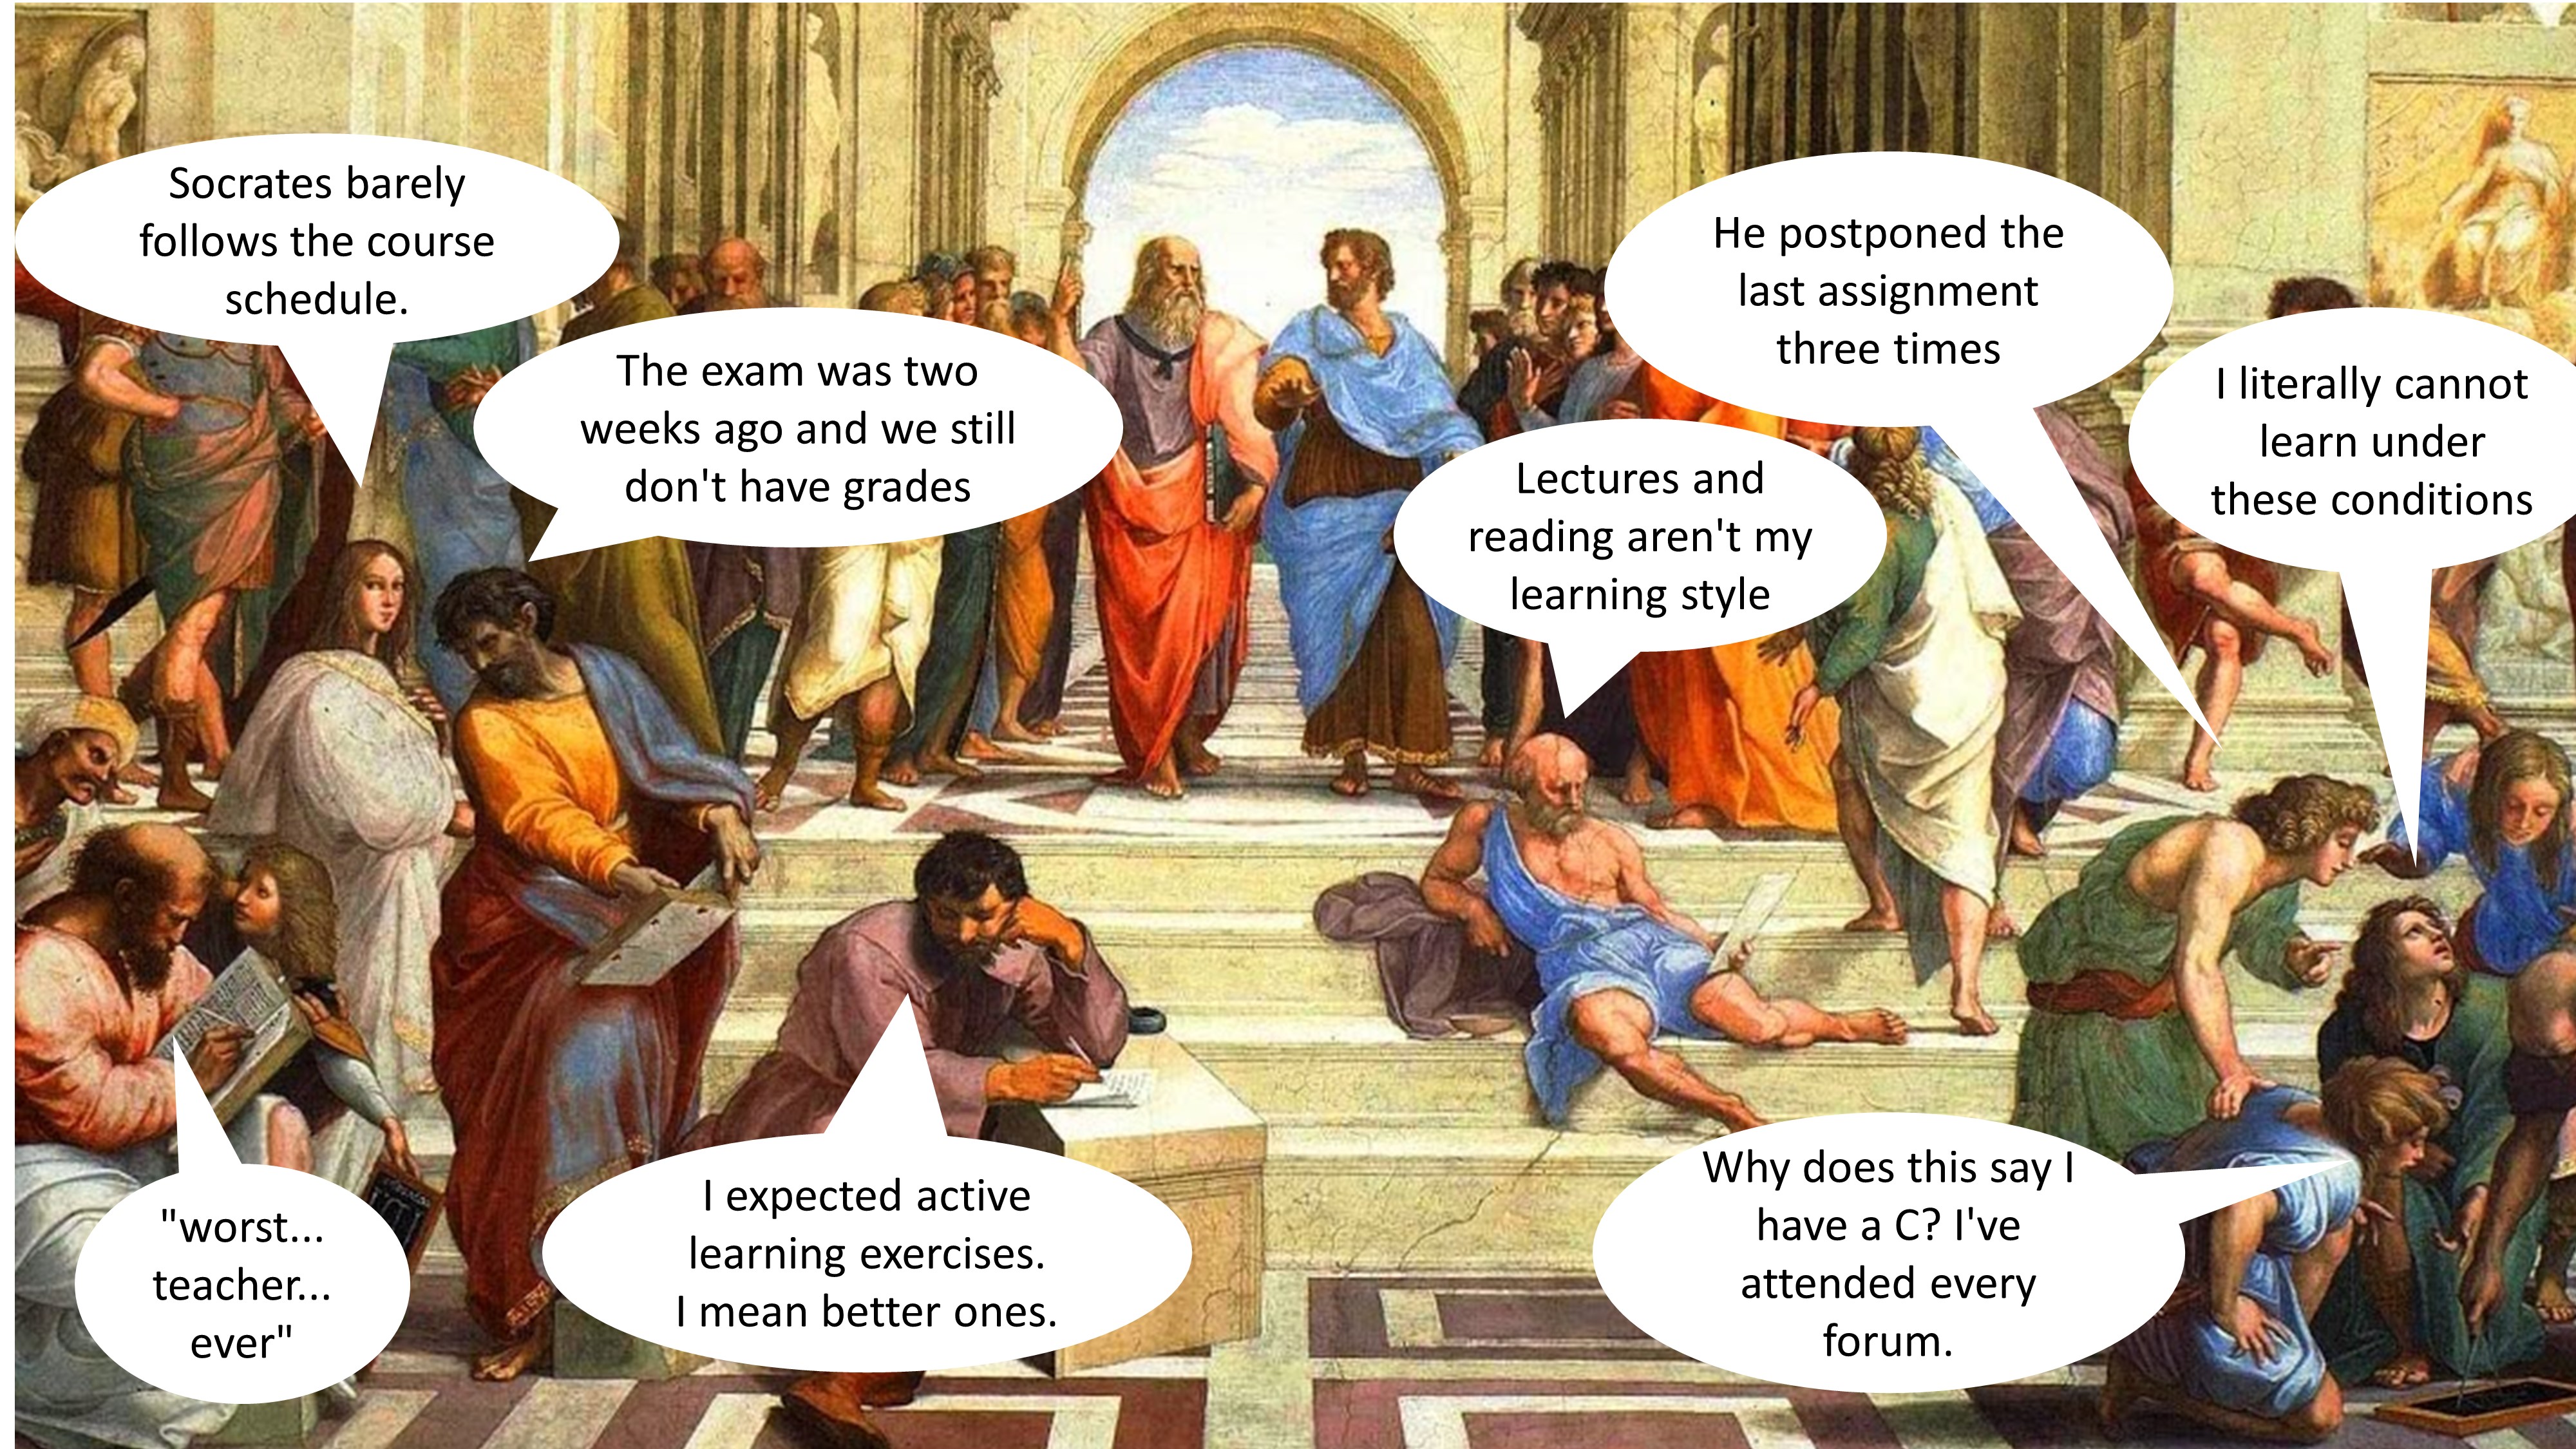 Socrates barely
follows the course
schedule.
The exam was two
weeks ago and we still
don't have grades
He postponed the
last assignment
three times
I literally cannot
learn under
these conditions
Lectures and
reading aren't my
learning style
"worst...
teacher...
ever"
I expected active
learning exercises.
I mean better ones.
Why does this say I
have a C? I've
attended every
forum.